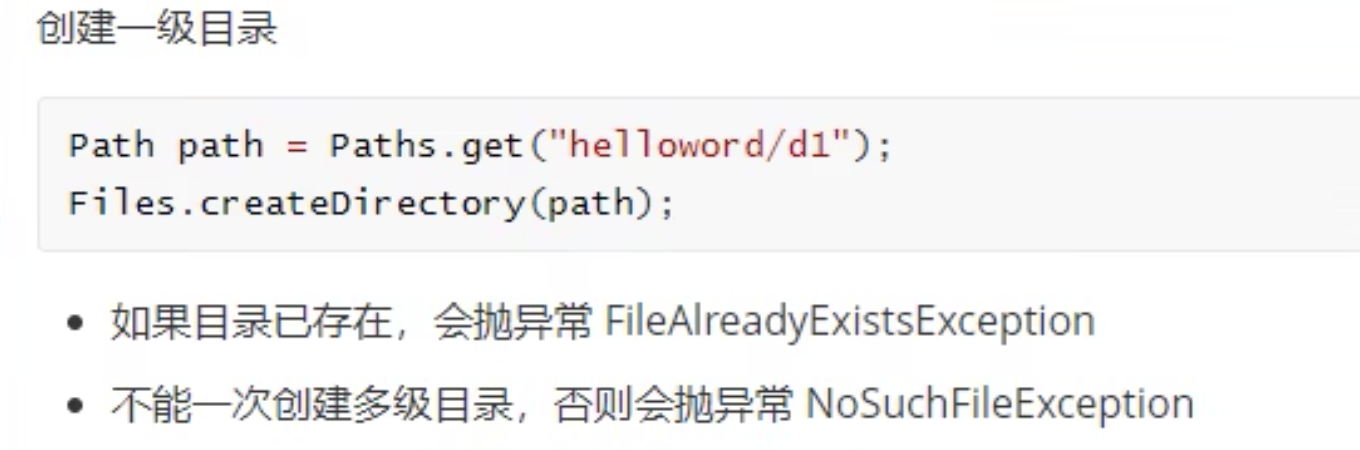 创建一级目录
Path path = Paths.get("helloword/d1");
Files.createDirectory(path);
如果目录已存在，会抛异常 FileAlreadyExistsException
不能一次创建多级目录，否则会抛异常 NoSuchFileException